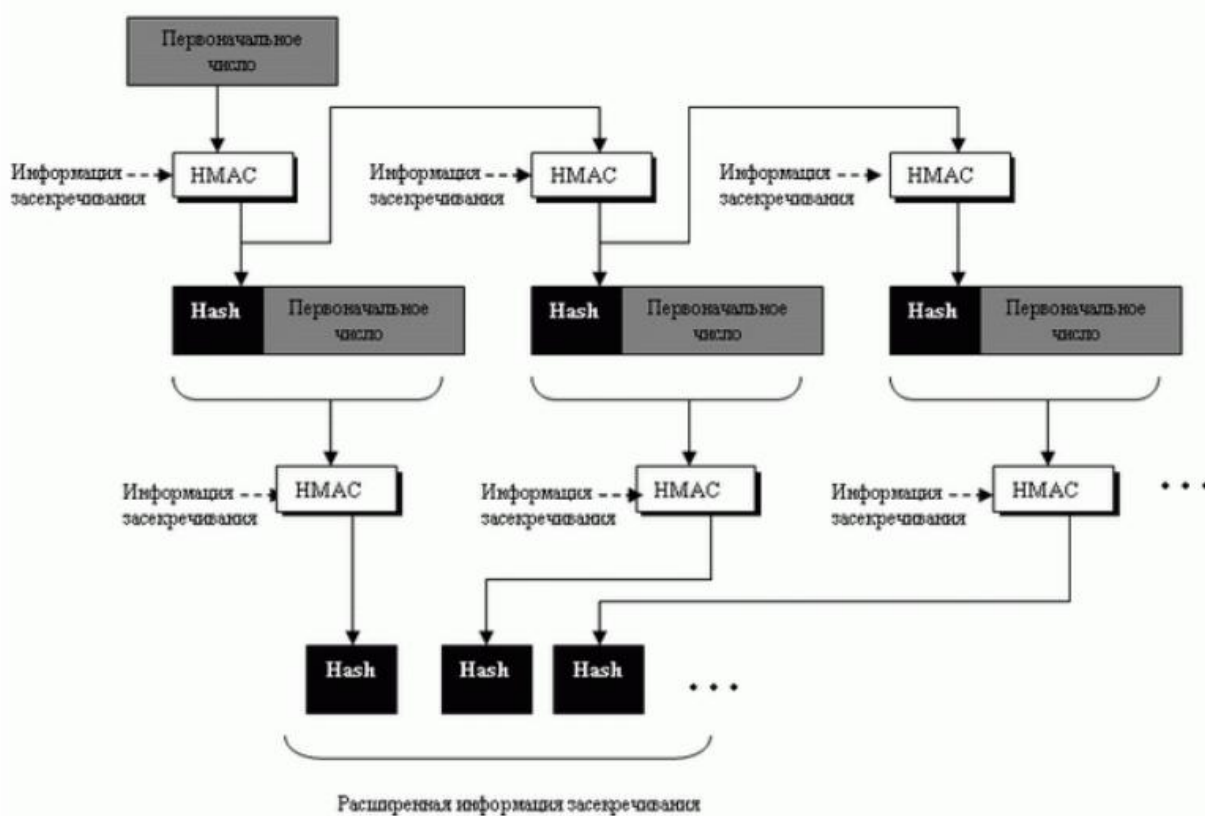 Первоначальное
число
Информация
засекречивания
HMAC
Информация
засекречивания
HMAC
Информация
засекречивания
HMAC
Hash
Первоначальное
число
Hash
Первоначальное
число
Hash
Первоначальное
число
Информация
засекречивания
HMAC
Информация
засекречивания
HMAC
Информация
засекречивания
HMAC
...
Hash
Hash
Hash
...
Расширенная информация засекречивания